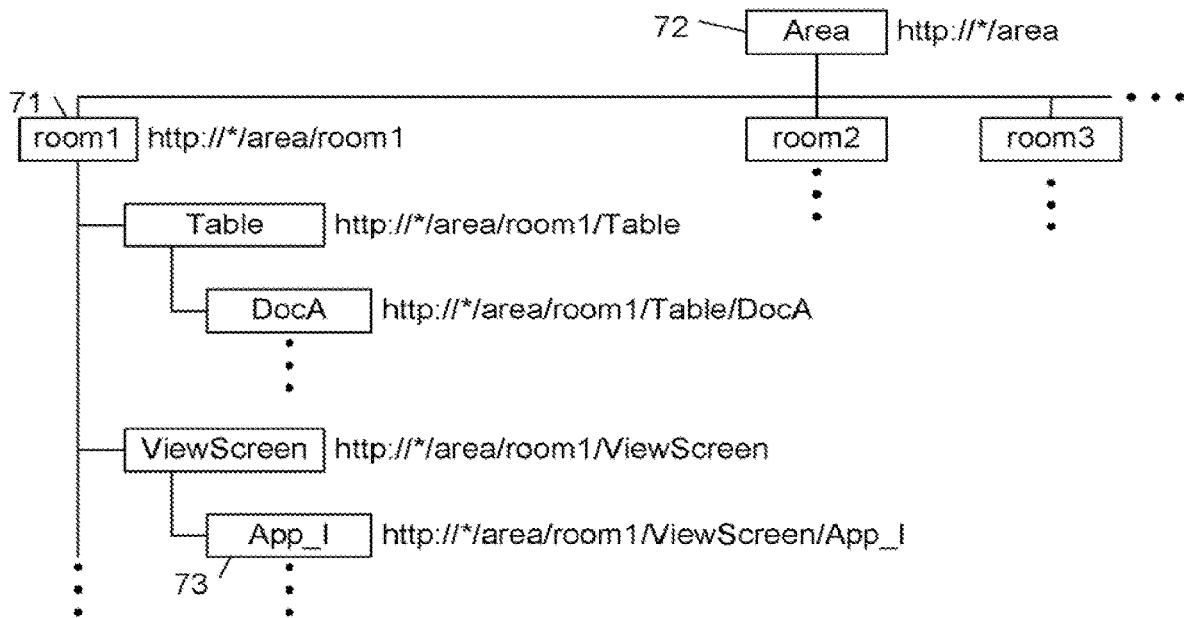 72 Area http://*/area
71
room1 http://*/area/room1 room2 room3
Table http://*/area/room1/Table
DocA http://*/area/room1/Table/DocA
ViewScreen http://*/area/room1/ViewScreen
App_I http://*/area/room1/ViewScreen/App_I
73